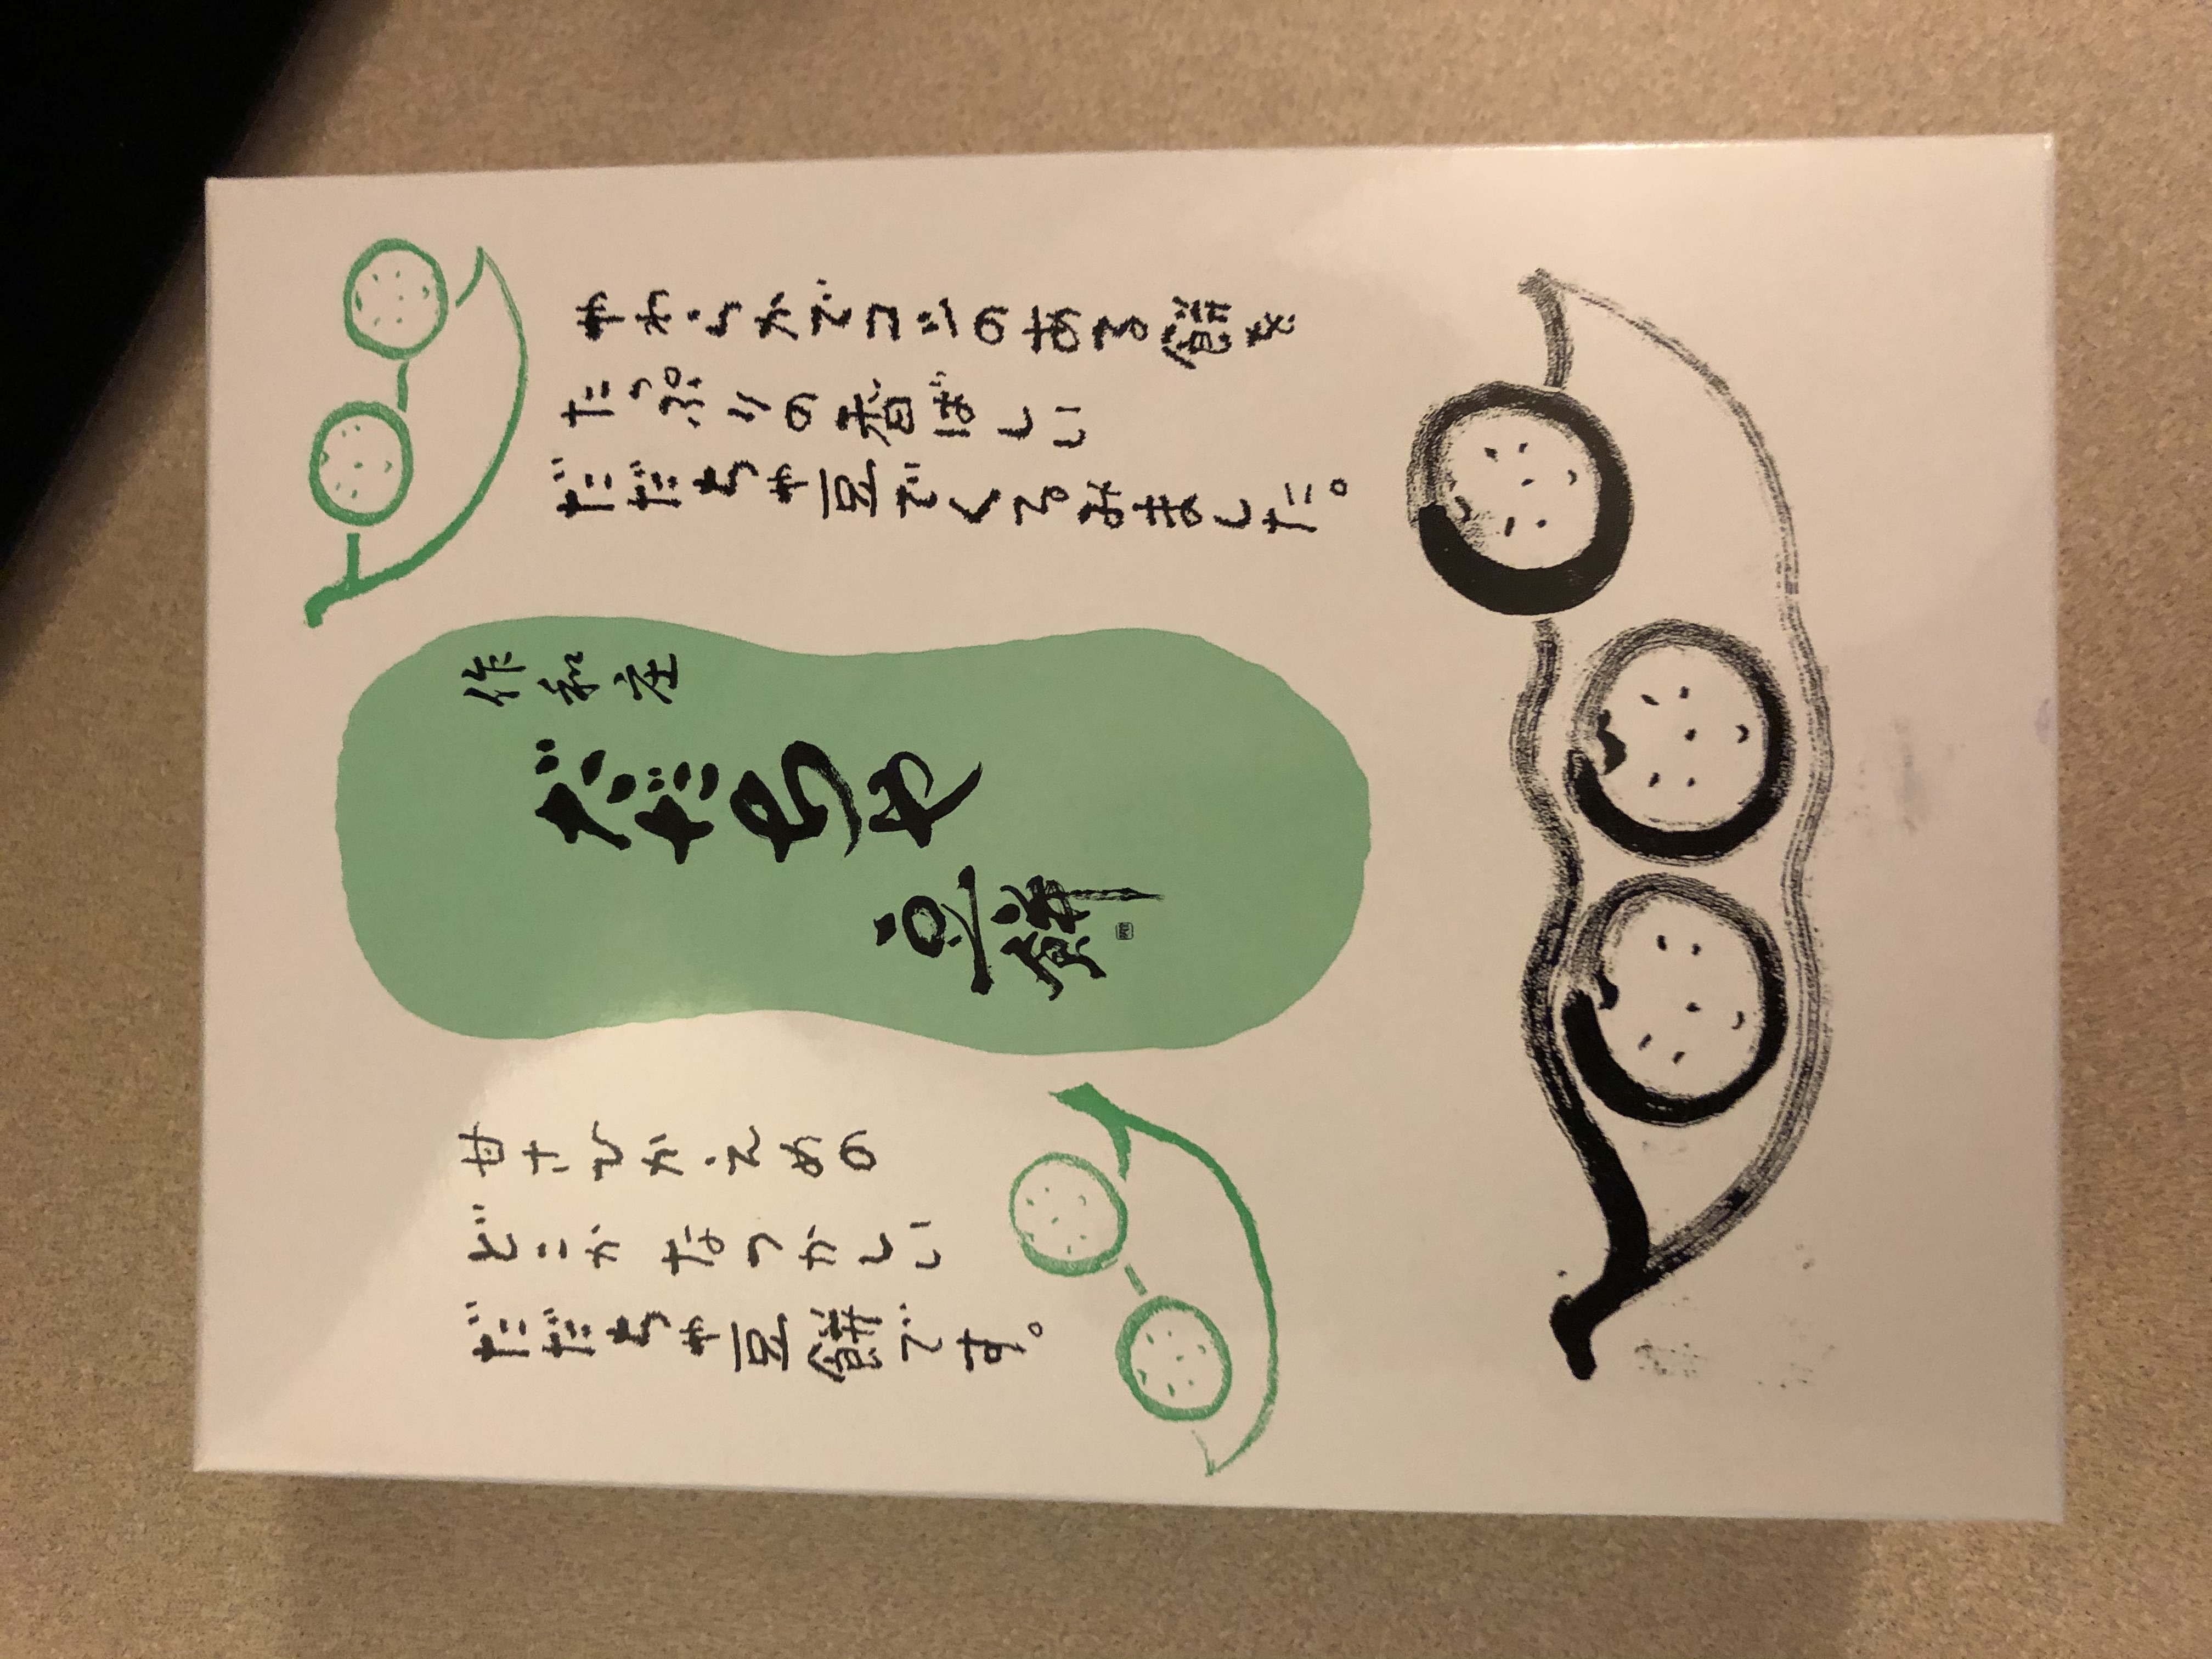 やわらかでコシのある餅を
たっぷりの香ばしい
だだちゃ豆でくるみました。
作和庄
だだちゃ
豆餅
甘さひかえめの
どこか なつかしい
だだちゃ豆餅です。